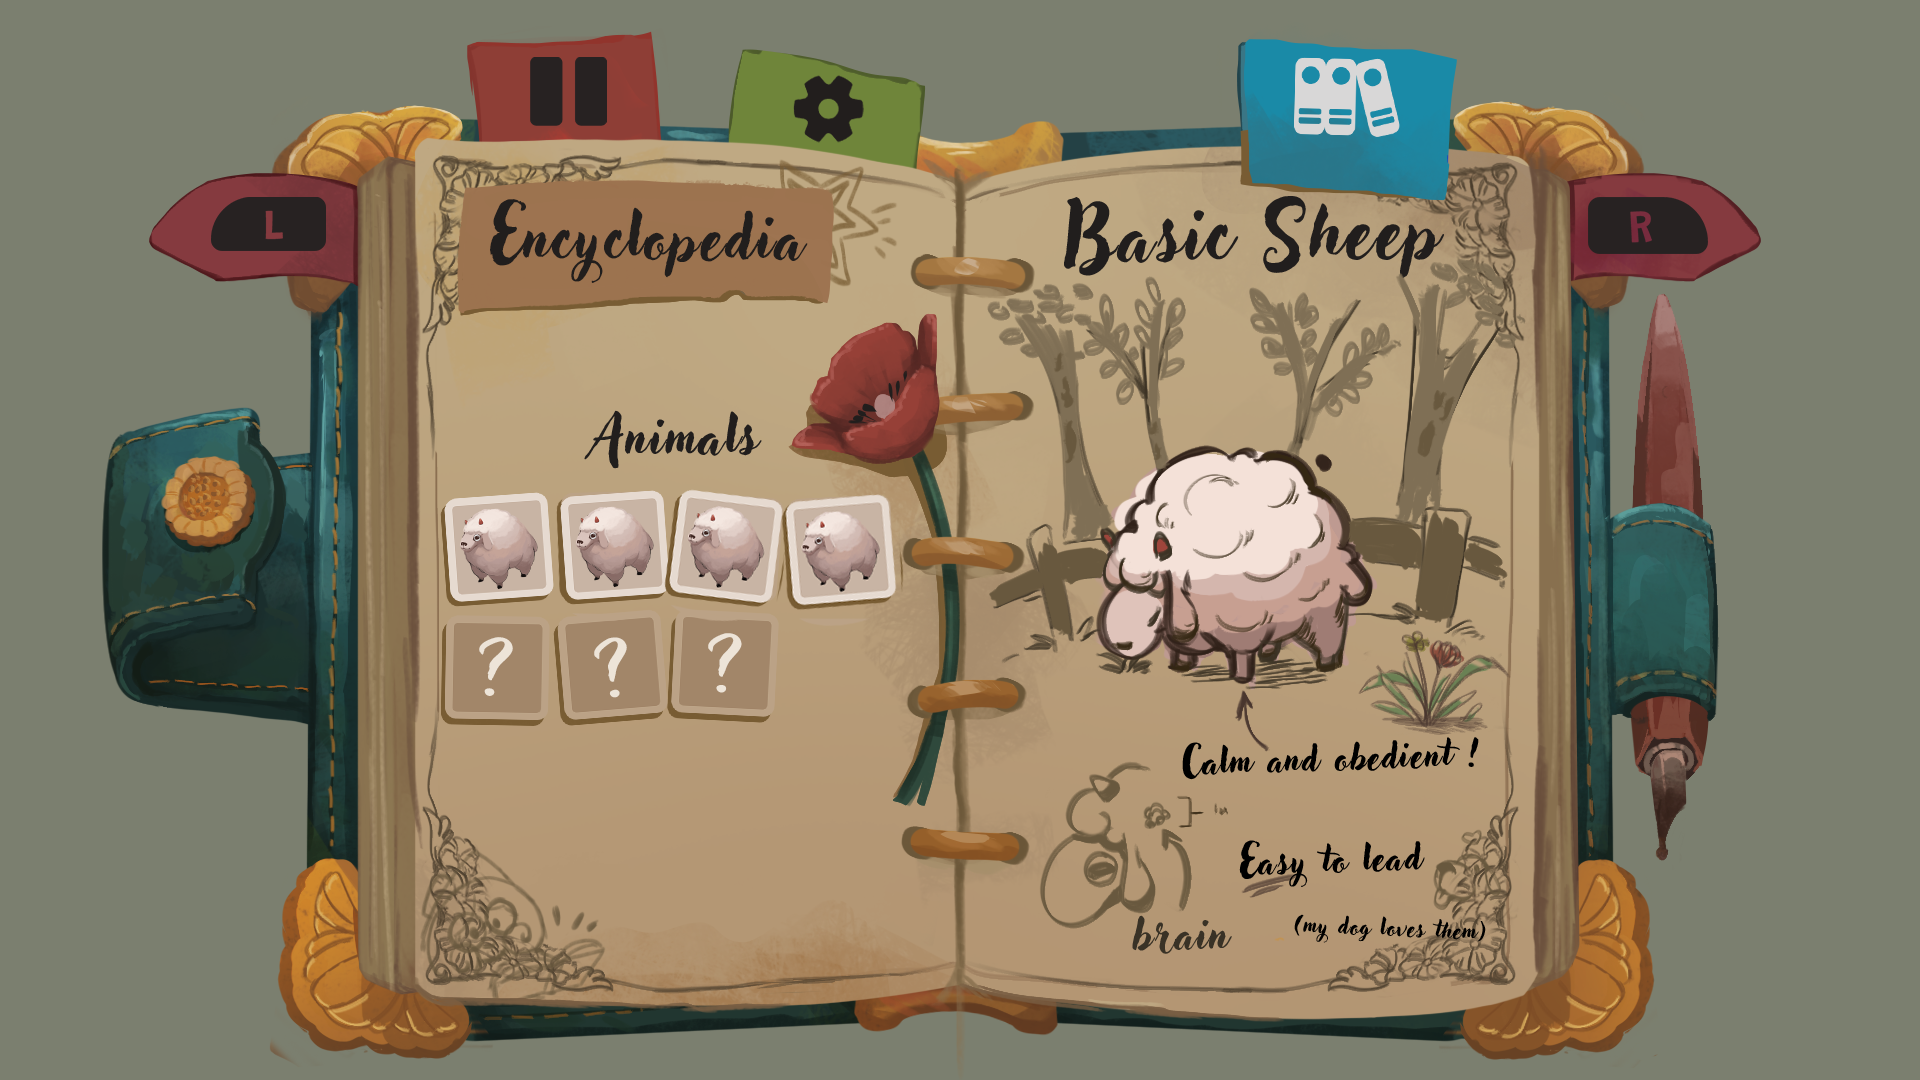 L
Encyclopedia
Animals
?
?
?
Basic Sheep
R
Calm and obedient !
Easy to lead
brain
(my dog loves them)